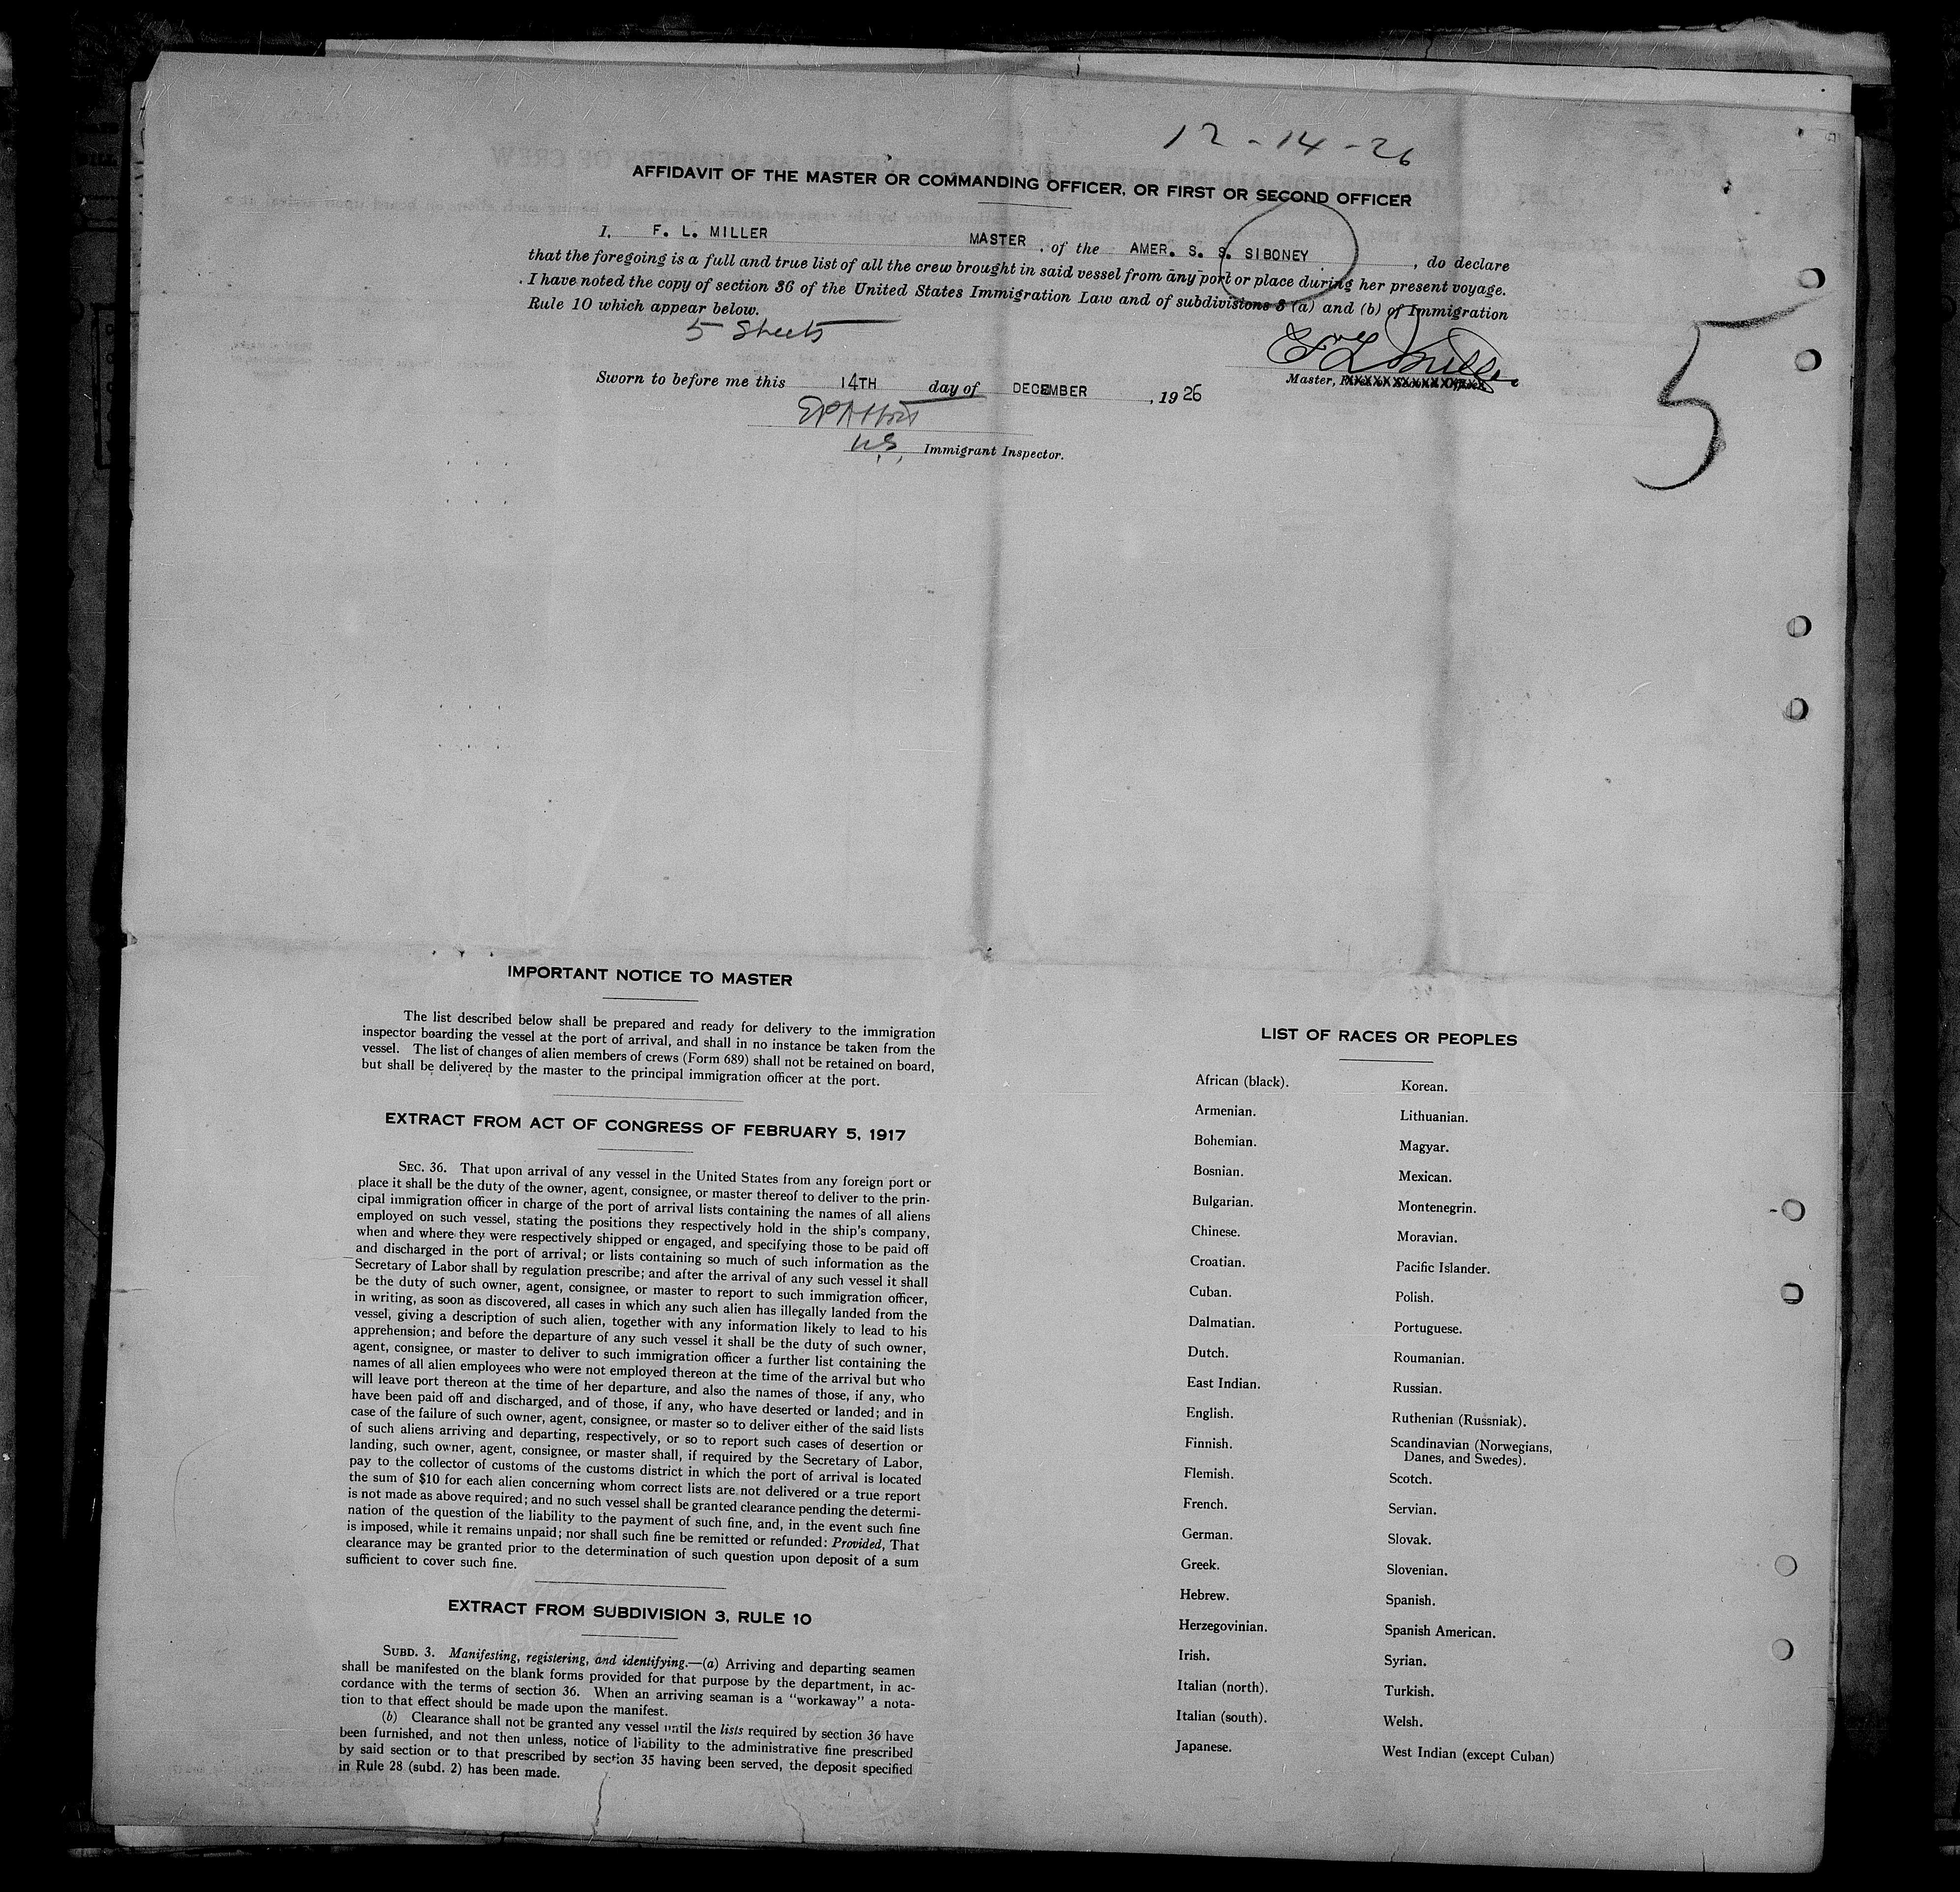 12-14-26
AFFIDAVIT OF THE MASTER OR COMMANDING OFFICER, OR FIRST OR SECOND OFFICER
I, F. L. MILLER MASTER, of the AMER. S. S. SIBONEY, do declare
that the foregoing is a full and true list of all the crew brought in said vessel from any port or place during her present voyage.
I have noted the copy of section 36 of the United States Immigration Law and of subdivisions 3 (a) and (b) of Immigration
Rule 10 which appear below.
5 Sheets
5
F L Miller
Master,
Sworn to before me this 14TH day of DECEMBER, 1926
U.S. Immigrant Inspector.
IMPORTANT NOTICE TO MASTER
The list described below shall be prepared and ready for delivery to the immigration
inspector boarding the vessel at the port of arrival, and shall in no instance be taken from the
vessel. The list of changes of alien members of crews (Form 689) shall not be retained on board,
but shall be delivered by the master to the principal immigration officer at the port.
EXTRACT FROM ACT OF CONGRESS OF FEBRUARY 5, 1917
SEC. 36. That upon arrival of any vessel in the United States from any foreign port or
place it shall be the duty of the owner, agent, consignee, or master thereof to deliver to the prin-
cipal immigration officer in charge of the port of arrival lists containing the names of all aliens
employed on such vessel, stating the positions they respectively hold in the ship's company,
when and where they were respectively shipped or engaged, and specifying those to be paid off
and discharged in the port of arrival; or lists containing so much of such information as the
Secretary of Labor shall by regulation prescribe; and after the arrival of any such vessel it shall
be the duty of such owner, agent, consignee, or master to report to such immigration officer,
in writing, as soon as discovered, all cases in which any such alien has illegally landed from the
vessel, giving a description of such alien, together with any information likely to lead to his
apprehension; and before the departure of any such vessel it shall be the duty of such owner,
agent, consignee, or master to deliver to such immigration officer a further list containing the
names of all alien employees who were not employed thereon at the time of the arrival but who
will leave port thereon at the time of her departure, and also the names of those, if any, who
have been paid off and discharged, and of those, if any, who have deserted or landed; and in
case of the failure of such owner, agent, consignee, or master so to deliver either of the said lists
of such aliens arriving and departing, respectively, or so to report such cases of desertion or
landing, such owner, agent, consignee, or master shall, if required by the Secretary of Labor,
pay to the collector of customs of the customs district in which the port of arrival is located
the sum of $10 for each alien concerning whom correct lists are not delivered or a true report
is not made as above required; and no such vessel shall be granted clearance pending the determi-
nation of the question of the liability to the payment of such fine, and, in the event such fine
is imposed, while it remains unpaid; nor shall such fine be remitted or refunded: Provided, That
clearance may be granted prior to the determination of such question upon deposit of a sum
sufficient to cover such fine.
EXTRACT FROM SUBDIVISION 3, RULE 10
SUBD. 3. Manifesting, registering, and identifying.—(a) Arriving and departing seamen
shall be manifested on the blank forms provided for that purpose by the department, in ac-
cordance with the terms of section 36. When an arriving seaman is a "workaway" a nota-
tion to that effect should be made upon the manifest.
(b) Clearance shall not be granted any vessel until the lists required by section 36 have
been furnished, and not then unless, notice of liability to the administrative fine prescribed
by said section or to that prescribed by section 35 having been served, the deposit specified
in Rule 28 (subd. 2) has been made.
LIST OF RACES OR PEOPLES
African (black).
Armenian.
Bohemian.
Bosnian.
Bulgarian.
Chinese.
Croatian.
Cuban.
Dalmatian.
Dutch.
East Indian.
English.
Finnish.
Flemish.
French.
German.
Greek.
Hebrew.
Herzegovinian.
Irish.
Italian (north).
Italian (south).
Japanese.
Korean.
Lithuanian.
Magyar.
Mexican.
Montenegrin.
Moravian.
Pacific Islander.
Polish.
Portuguese.
Roumanian.
Russian.
Ruthenian (Russniak).
Scandinavian (Norwegians,
Danes, and Swedes).
Scotch.
Servian.
Slovak.
Slovenian.
Spanish.
Spanish American.
Syrian.
Turkish.
Welsh.
West Indian (except Cuban)